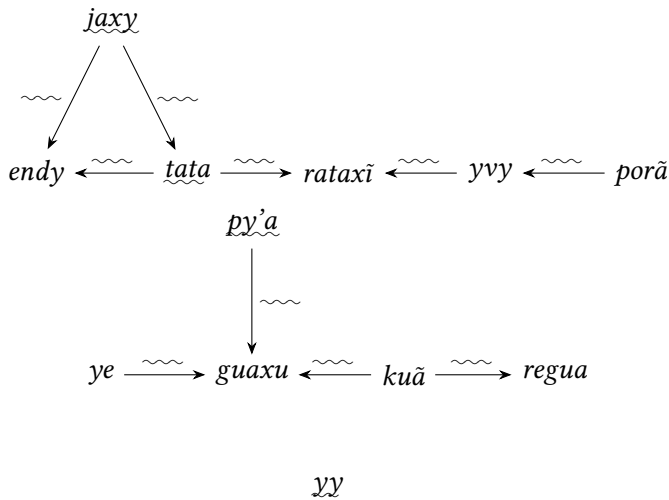 jaxy
endy tata rataxĩ yvy porã
py’a
ye guaxu kuã regua
yy